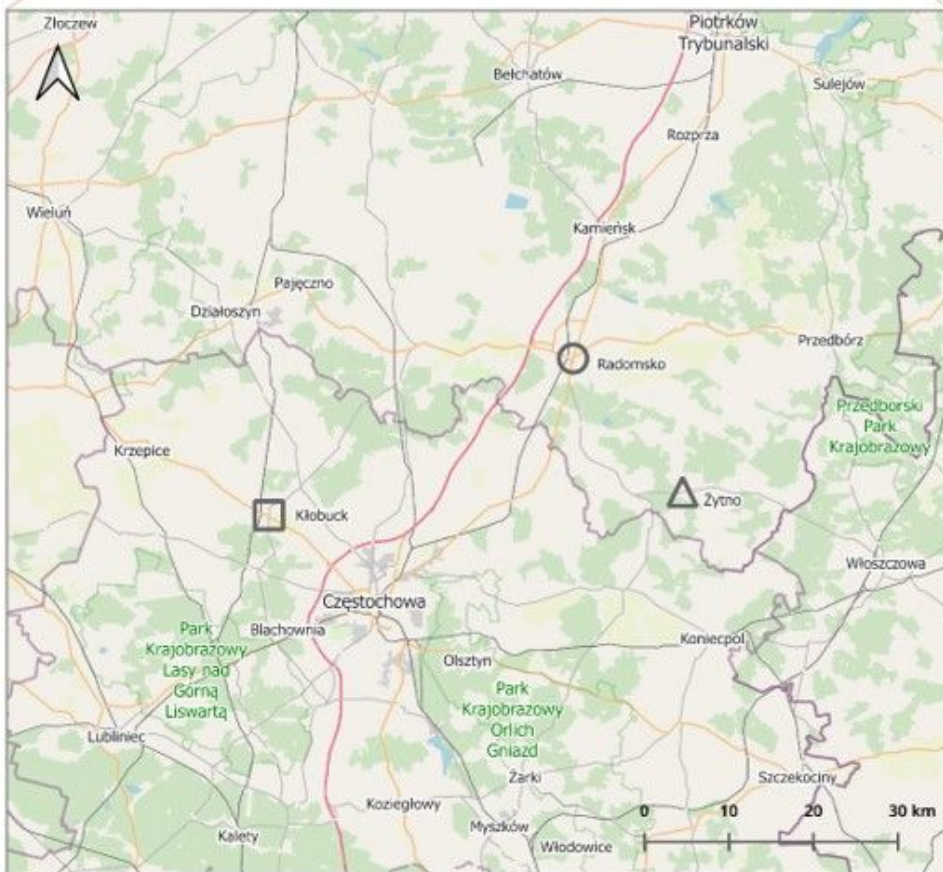 Złoczew
Piotrków
Trybunalski
Bełchatów
Sulejów
Rozprza
Wieluń
Kamieńsk
Pajęczno
Działoszyn
Przedbórz
Radomsko
Przedborski
Park
Krajobrazowy
Krzepice
Żytno
Kłobuck
Włoszczowa
Częstochowa
Blachownia
Park
Krajobrazowy
Lasy nad
Górną
Liswartą
Koniecpol
Olsztyn
Park
Krajobrazowy
Orlich
Gniazd
Lubliniec
Żarki
Szczekociny
Koziegłowy
0 10 20 30 km
Myszków
Kalety
Włodowice